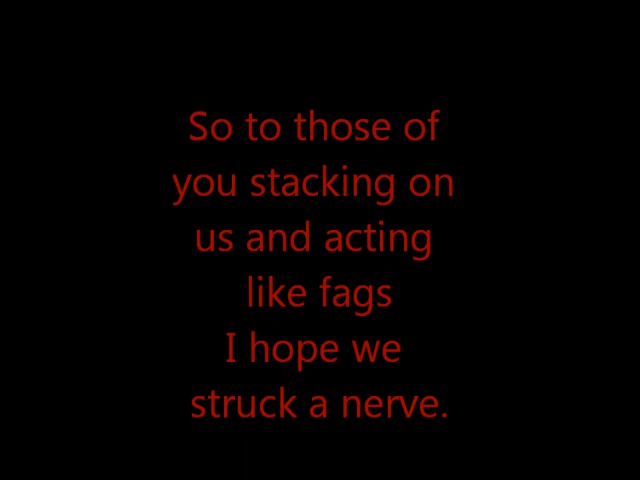 So to those of
you stacking on
us and acting
like fags
I hope we
struck a nerve.